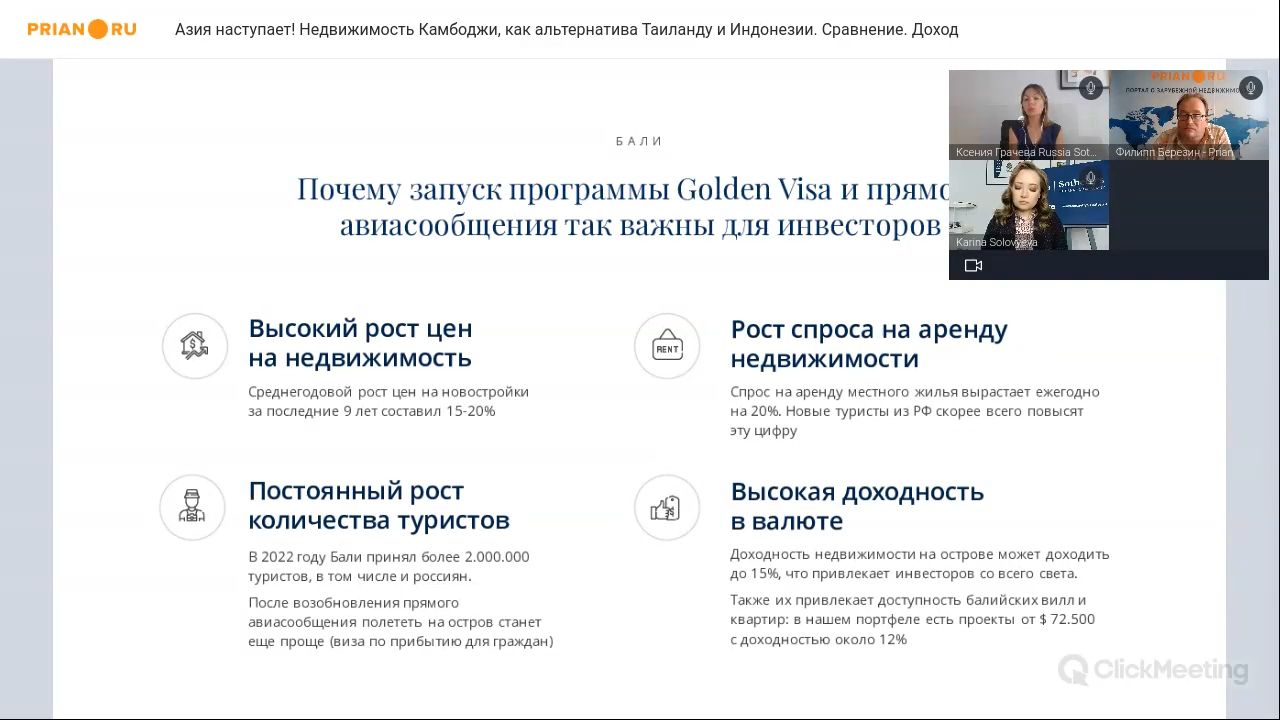 PRIAN RU
Азия наступает! Недвижимость Камбоджи, как альтернатива Таиланду и Индонезии. Сравнение. Доход
PRIAN RU
Ксения Грачева Russia Sot...
Филипп Березин - Prian
Karina Solovyeva
БАЛИ
Почему запуск программы Golden Visa и
авиасообщения так важны для инвесторов
Высокий рост цен
на недвижимость
Среднегодовой рост цен на новостройки
за последние 9 лет составил 15-20%
RENT
Рост спроса на аренду
недвижимости
Спрос на аренду местного жилья вырастает ежегодно
на 20%. Новые туристы из РФ скорее всего повысят
эту цифру
Постоянный рост
количества туристов
В 2022 году Бали принял более 2.000.000
туристов, в том числе и россиян.
После возобновления прямого
авиасообщения полететь на остров станет
еще проще (виза по прибытию для граждан)
Высокая доходность
в валюте
Доходность недвижимости на острове может доходить
до 15%, что привлекает инвесторов со всего света.
Также их привлекает доступность балийских вилл и
квартир: в нашем портфеле есть проекты от $ 72.500
с доходностью около 12%
ClickMeeting